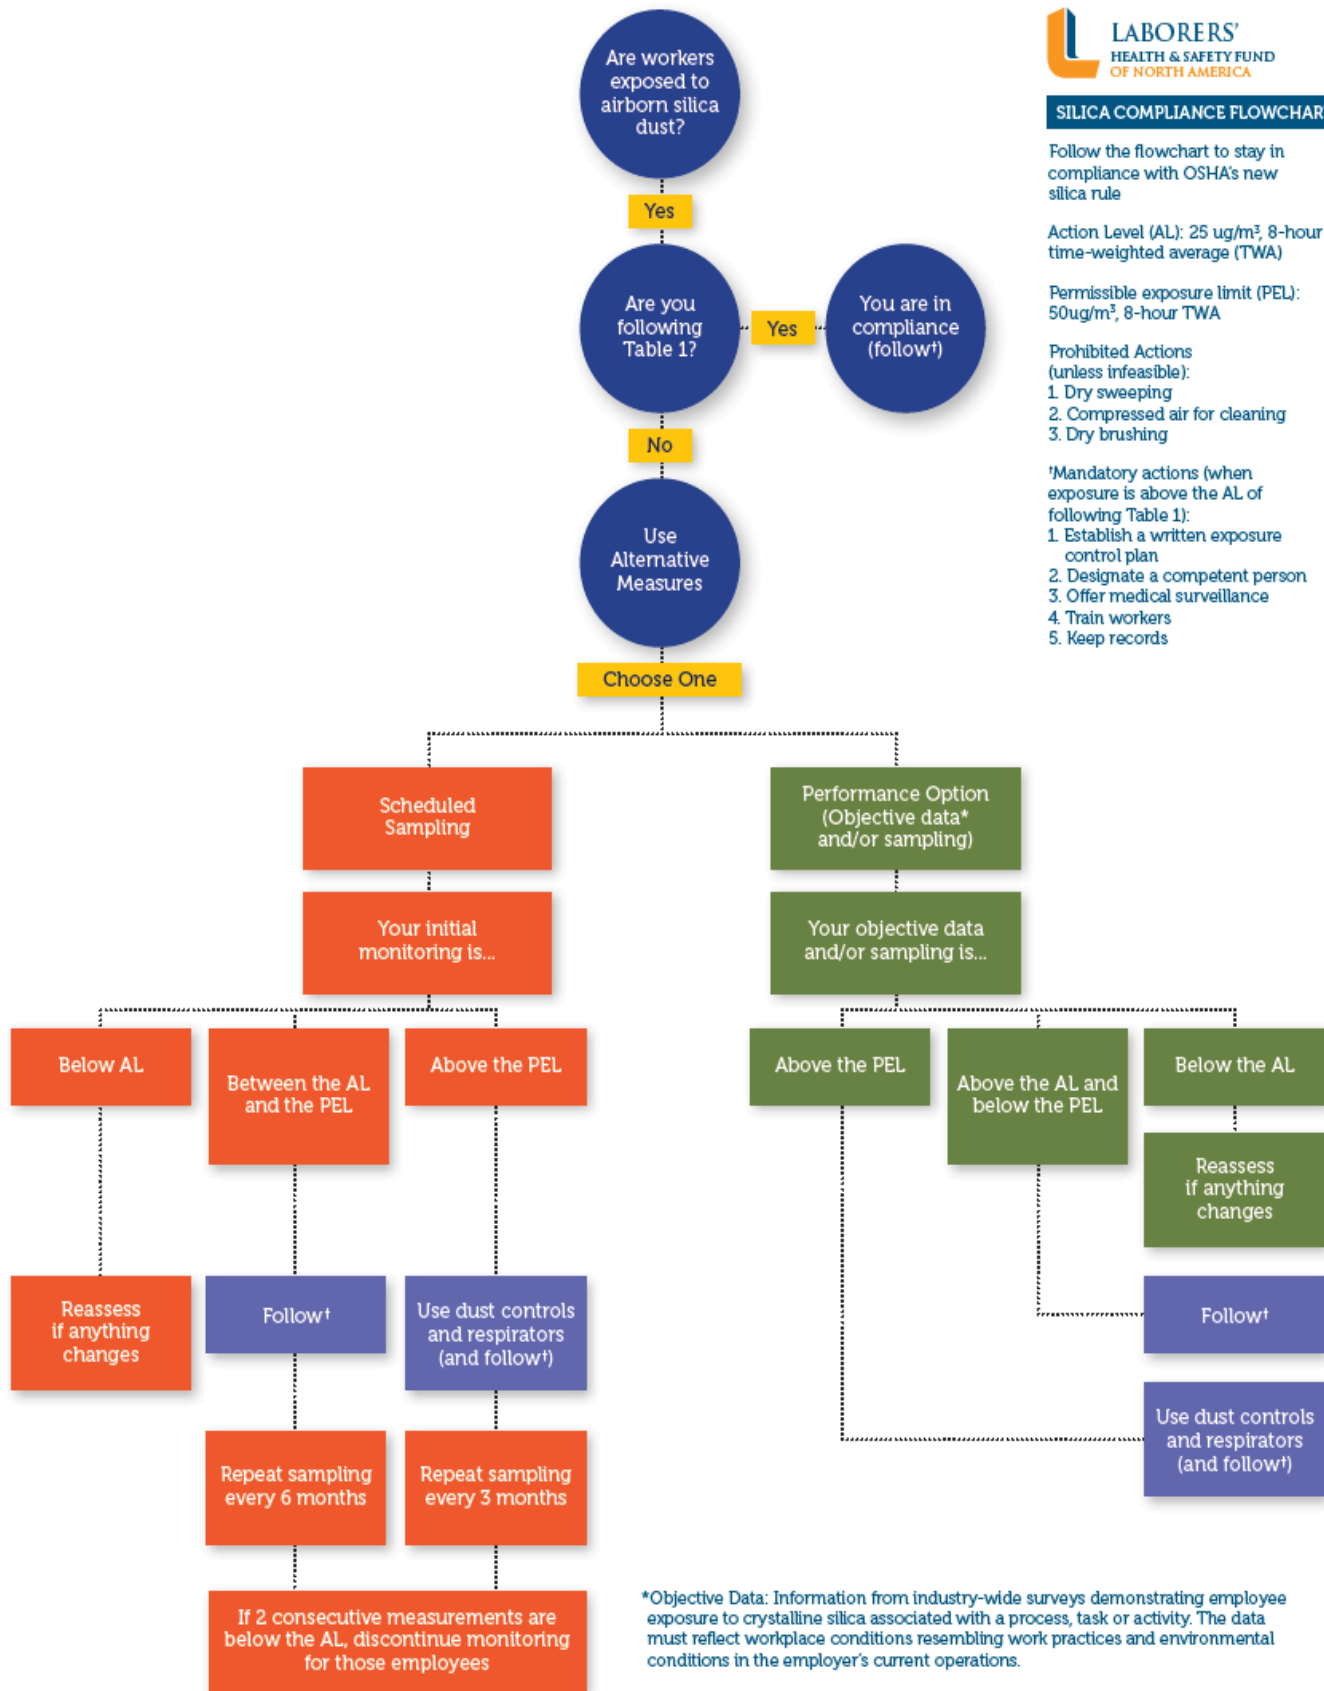 Are workers
exposed to
airborn silica
dust?
Yes
Are you
following
Table 1?
Yes
You are in
compliance
(follow†)
No
Use
Alternative
Measures
Choose One
LABORERS'
HEALTH & SAFETY FUND
OF NORTH AMERICA
SILICA COMPLIANCE FLOWCHAR
Follow the flowchart to stay in
compliance with OSHA's new
silica rule
Action Level (AL): 25 ug/m³, 8-hour
time-weighted average (TWA)
Permissible exposure limit (PEL):
50ug/m³, 8-hour TWA
Prohibited Actions
(unless infeasible):
1. Dry sweeping
2. Compressed air for cleaning
3. Dry brushing
†Mandatory actions (when
exposure is above the AL of
following Table 1):
1. Establish a written exposure
control plan
2. Designate a competent person
3. Offer medical surveillance
4. Train workers
5. Keep records
Scheduled
Sampling
Your initial
monitoring is...
Below AL
Between the AL
and the PEL
Above the PEL
Reassess
if anything
changes
Follow†
Use dust controls
and respirators
(and follow†)
Repeat sampling
every 6 months
Repeat sampling
every 3 months
If 2 consecutive measurements are
below the AL, discontinue monitoring
for those employees
Performance Option
(Objective data*
and/or sampling)
Your objective data
and/or sampling is...
Above the PEL
Above the AL and
below the PEL
Below the AL
Reassess
if anything
changes
Follow†
Use dust controls
and respirators
(and follow†)
*Objective Data: Information from industry-wide surveys demonstrating employee
exposure to crystalline silica associated with a process, task or activity. The data
must reflect workplace conditions resembling work practices and environmental
conditions in the employer's current operations.